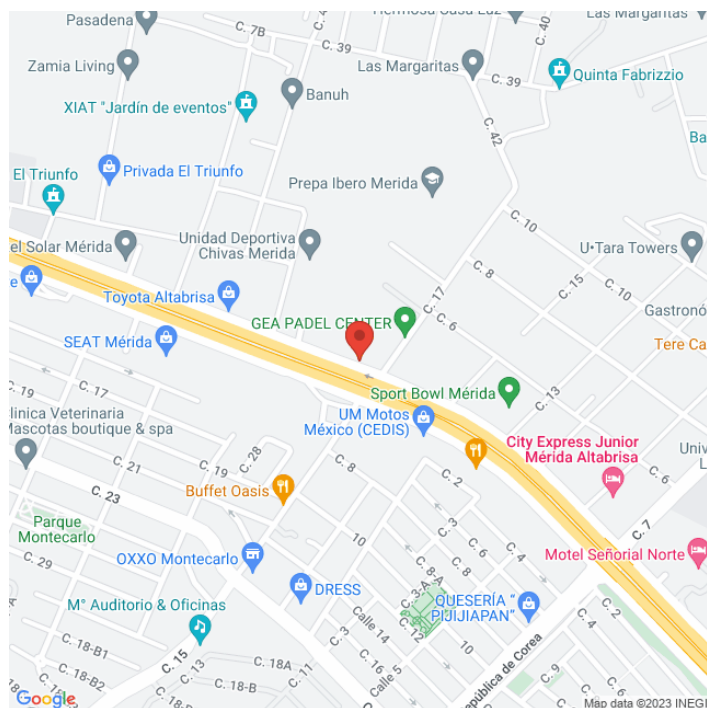 Pasadena
C. 7B
C. 39
Hermosa Casa Luz
C. 40
Las Margaritas
Zamia Living
Banuh
Las Margaritas
C. 39
Quinta Fabrizzio
XIAT "Jardín de eventos"
C. 42
Ba
El Triunfo
Privada El Triunfo
Prepa Ibero Merida
C. 10
el Solar Mérida
Unidad Deportiva
Chivas Merida
U•Tara Towers
C. 8
C. 15
C. 10
e
Toyota Altabrisa
C. 17
C. 6
Gastronó
GEA PADEL CENTER
Tere Ca
SEAT Mérida
C. 19
C. 17
Sport Bowl Mérida
C. 13
Clinica Veterinaria
Mascotas boutique & spa
UM Motos
México (CEDIS)
City Express Junior
Mérida Altabrisa
C. 6
Univ
L
C. 21
C. 19
C. 28
C. 8
C. 2
C. 23
Buffet Oasis
C. 7
Parque
Montecarlo
C. 3
C. 6
C. 4
10
C. 29
OXXO Montecarlo
C. 8-A
Motel Señorial Norte
DRESS
C. 3-A
QUESERÍA “
PIJIJIAPAN”
C. 2
M° Auditorio & Oficinas
Calle 14
C. 12
C. 4
C. 18-B1
C. 3
10
C. 15
C. 13
C. 18A
C. 11
C. 16
Calle 5
República de Corea
C. 9
C. 18-B
C. 18-B
6
Google
Map data ©2023 INEGI